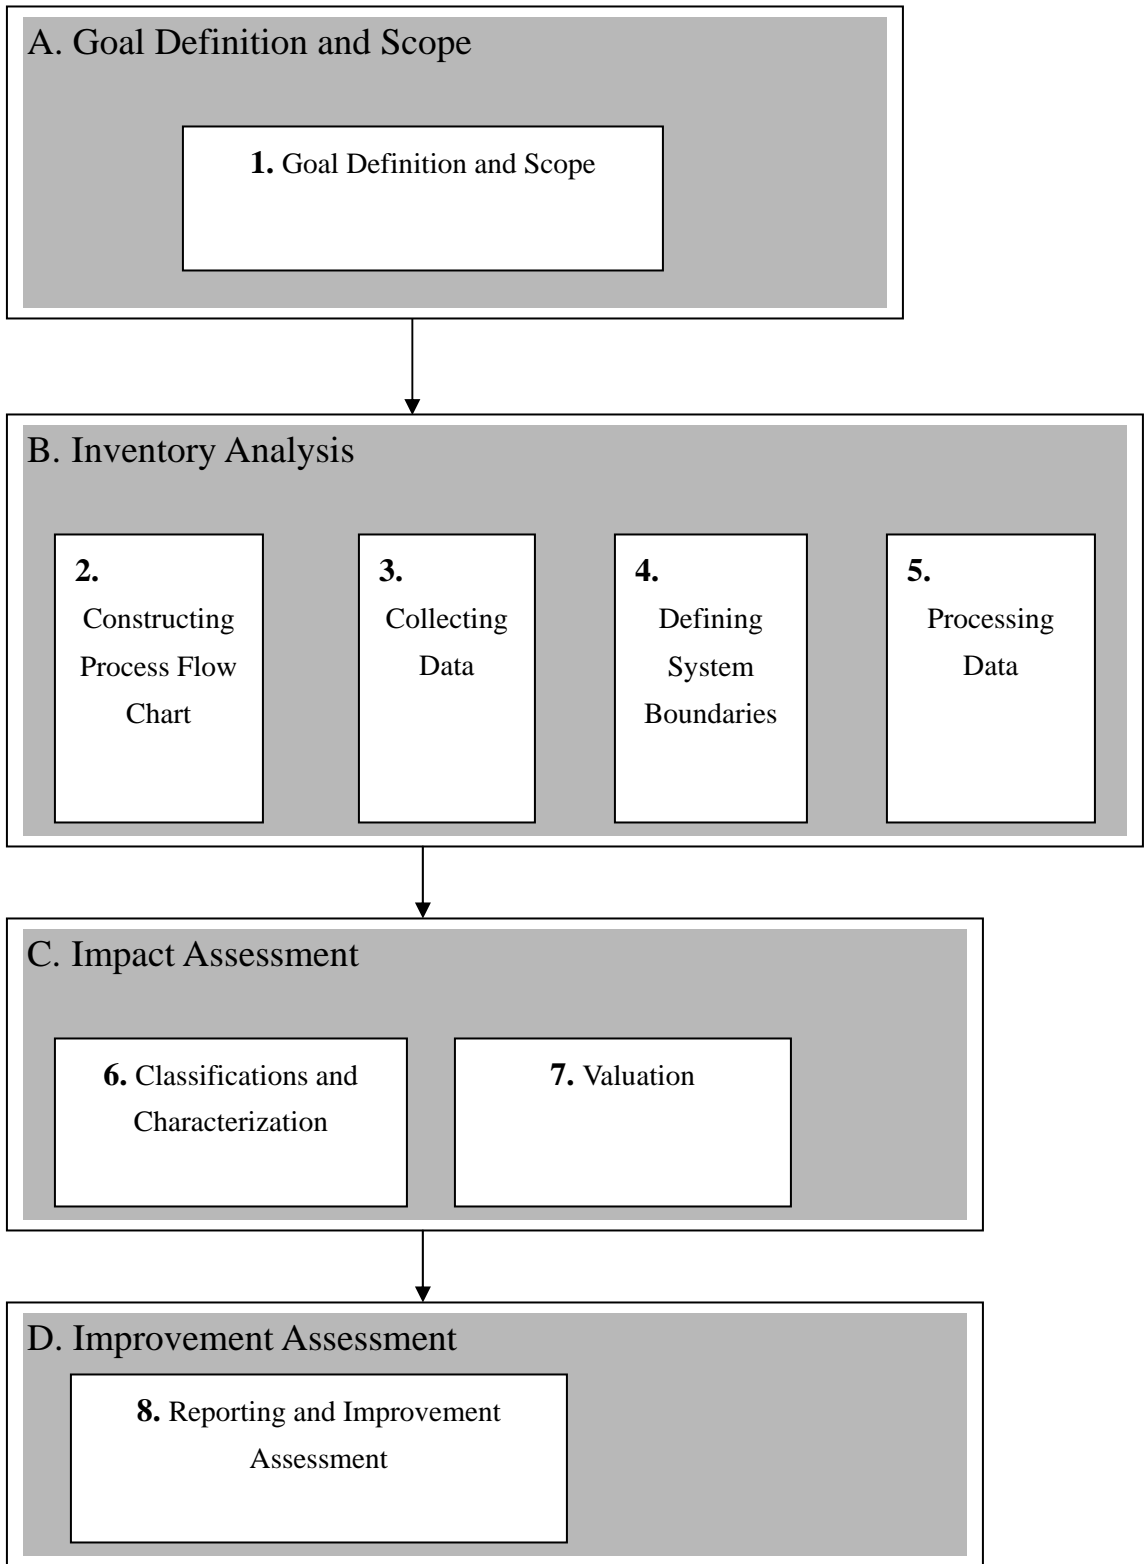 A. Goal Definition and Scope
1. Goal Definition and Scope
B. Inventory Analysis
2.
Constructing
Process Flow
Chart
3.
Collecting
Data
4.
Defining
System
Boundaries
5.
Processing
Data
C. Impact Assessment
6. Classifications and
Characterization
7. Valuation
D. Improvement Assessment
8. Reporting and Improvement
Assessment